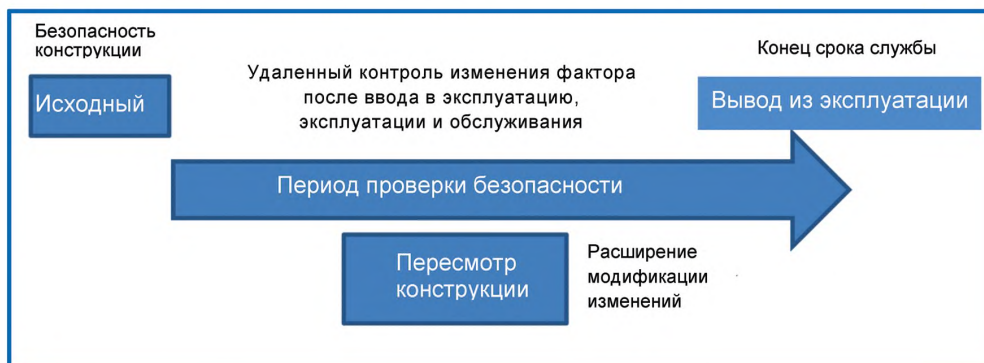 Безопасность
конструкции
Исходный
Удаленный контроль изменения фактора
после ввода в эксплуатацию,
эксплуатации и обслуживания
Конец срока службы
Вывод из эксплуатации
Период проверки безопасности
Пересмотр
конструкции
Расширение
модификации
изменений